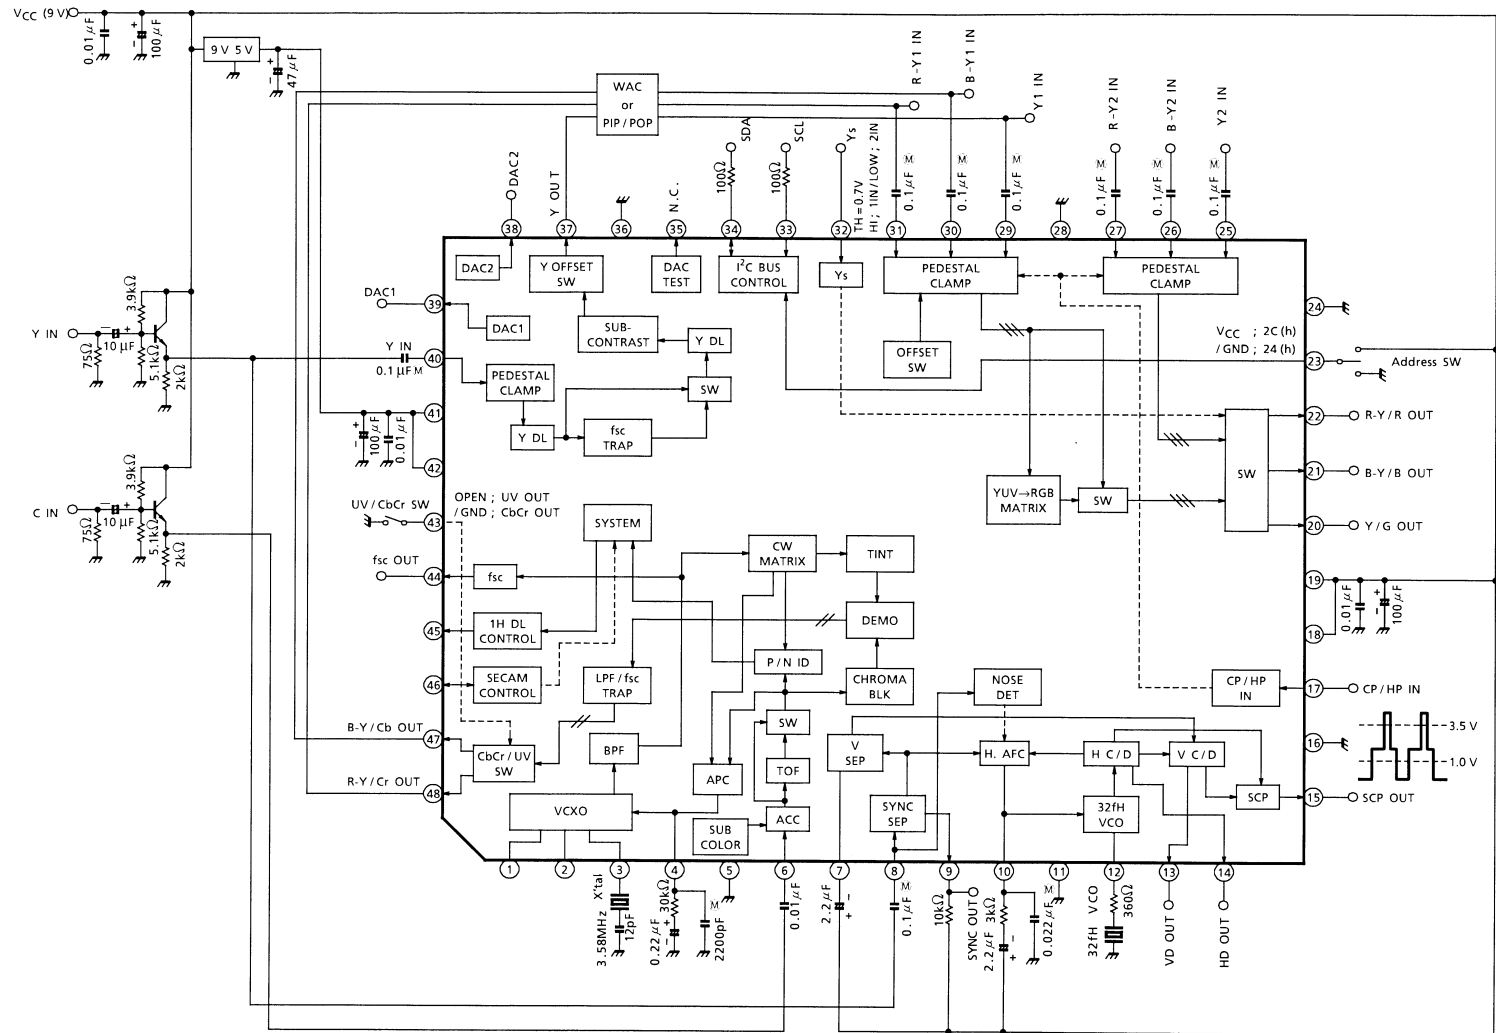 VCC (9 V)
0.01 μF
100 μF
9 V 5 V
47 μF
WAC
or
PIP / POP
R-Y1 IN
B-Y1 IN
Y1 IN
R-Y2 IN
B-Y2 IN
Y2 IN
DAC2
Y OUT
N.C.
SDA
SCL
Ys
100Ω
100Ω
TH = 0.7V
HI ; 1IN / LOW ; 2IN
0.1 μF M
0.1 μF M
0.1 μF M
0.1 μF M
0.1 μF M
0.1 μF M
38
37
36
35
34
33
32
31
30
29
28
27
26
25
DAC2
Y OFFSET
SW
DAC
TEST
I²C BUS
CONTROL
Ys
PEDESTAL
CLAMP
PEDESTAL
CLAMP
DAC1
39
DAC1
SUB-
CONTRAST
Y DL
OFFSET
SW
24
Y IN
3.9kΩ
10 μF
75Ω
5.1kΩ
2kΩ
Y IN
0.1 μF M
40
PEDESTAL
CLAMP
SW
VCC ; 2C (h)
/ GND ; 24 (h)
23
Address SW
41
100 μF
0.01 μF
Y DL
fsc
TRAP
22
R-Y / R OUT
42
SW
21
B-Y / B OUT
YUV→RGB
MATRIX
SW
20
Y / G OUT
C IN
3.9kΩ
10 μF
75Ω
5.1kΩ
2kΩ
UV / CbCr SW
43
OPEN ; UV OUT
/ GND ; CbCr OUT
SYSTEM
CW
MATRIX
TINT
fsc OUT
44
fsc
19
0.01 μF
100 μF
45
1H DL
CONTROL
DEMO
18
46
SECAM
CONTROL
LPF / fsc
TRAP
P / N ID
CHROMA
BLK
NOSE
DET
CP / HP
IN
17
CP / HP IN
3.5 V
1.0 V
B-Y / Cb OUT
47
CbCr / UV
SW
BPF
SW
V
SEP
H. AFC
H C / D
V C / D
16
R-Y / Cr OUT
48
APC
TOF
SCP
15
SCP OUT
VCXO
SUB
COLOR
ACC
SYNC
SEP
32fH
VCO
1
2
3
4
5
6
7
8
9
10
11
12
13
14
3.58MHz X'tal
12pF
0.22 μF
30kΩ
2200pF M
0.01 μF
2.2 μF
0.1 μF M
10kΩ
SYNC OUT
2.2 μF
3kΩ
0.022 μF M
32fH VCO
360Ω
VD OUT
HD OUT